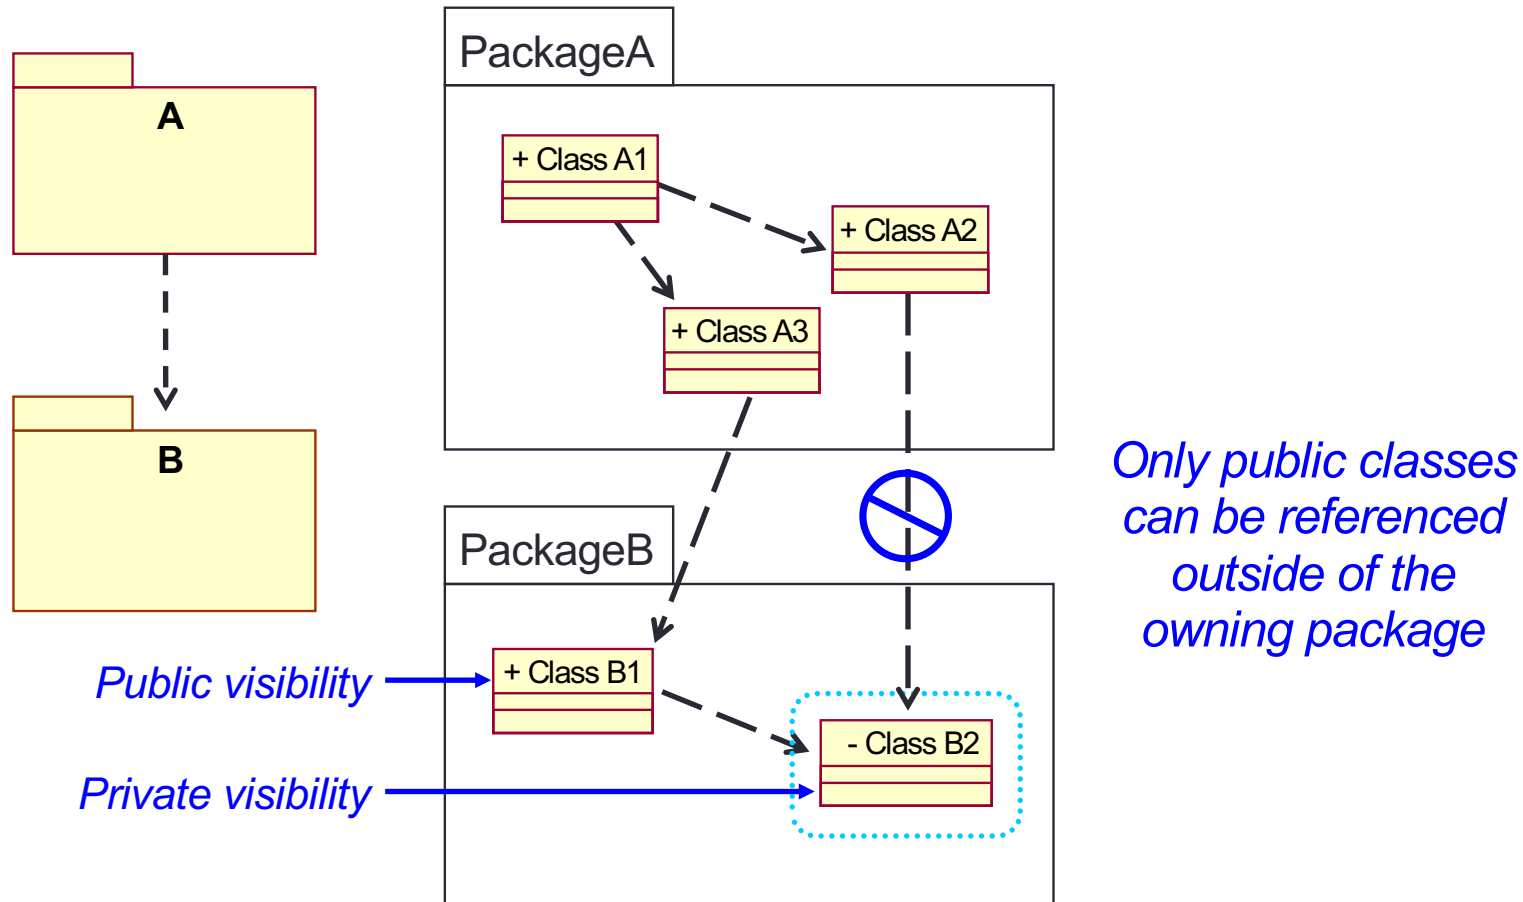 PackageA
A
+ Class A1
+ Class A2
+ Class A3
B
Only public classes
can be referenced
outside of the
owning package
PackageB
Public visibility
+ Class B1
- Class B2
Private visibility